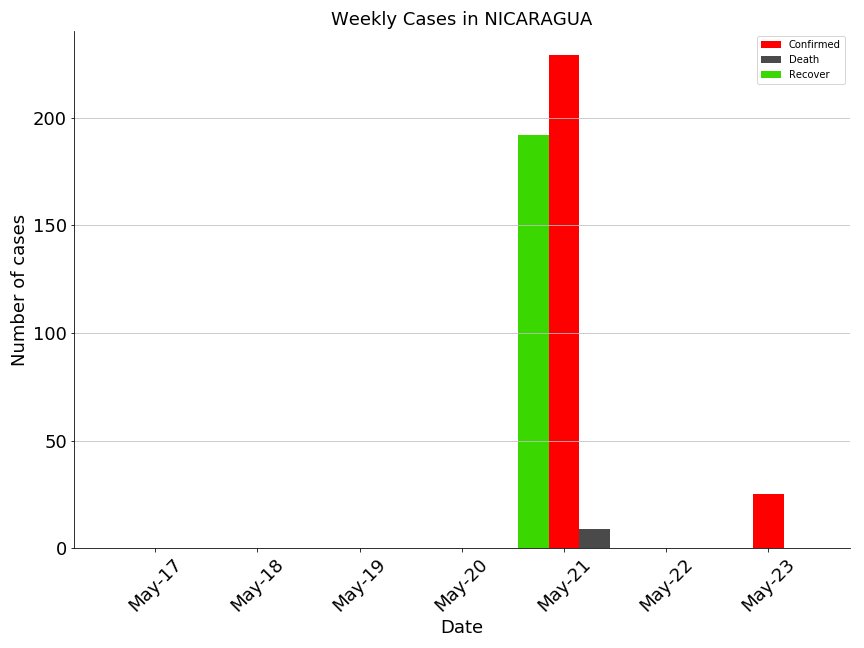 Weekly Cases in NICARAGUA
Confirmed
Death
Recover
Number of cases
200
150
100
50
0
May-17
May-18
May-19
May-20
May-21
May-22
May-23
Date